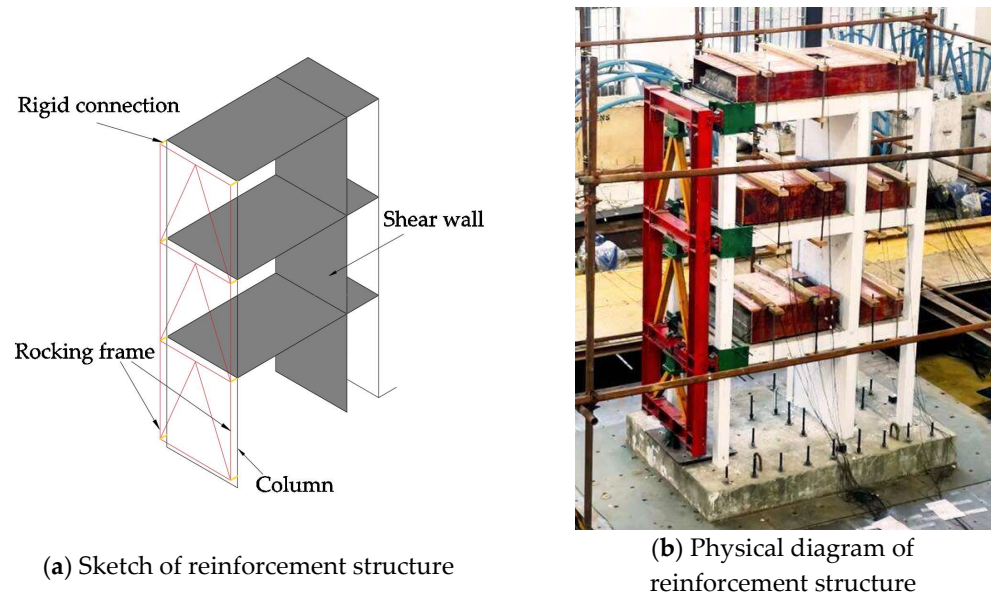 Rigid connection
Shear wall
Rocking frame
Column
(a) Sketch of reinforcement structure
(b) Physical diagram of
reinforcement structure